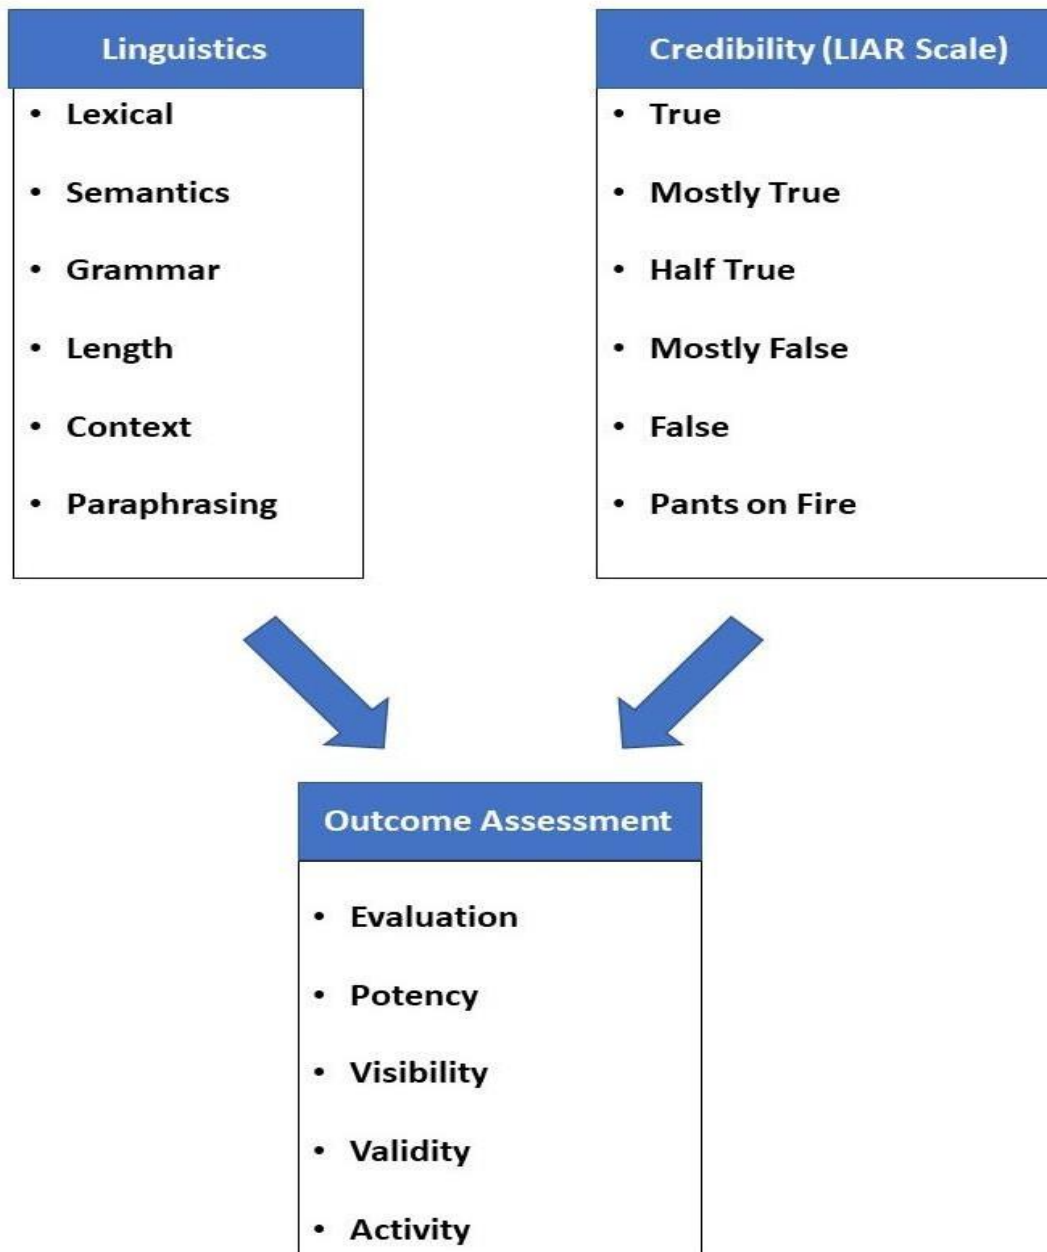 Linguistics
• Lexical
• Semantics
• Grammar
• Length
• Context
• Paraphrasing
Credibility (LIAR Scale)
• True
• Mostly True
• Half True
• Mostly False
• False
• Pants on Fire
Outcome Assessment
• Evaluation
• Potency
• Visibility
• Validity
• Activity